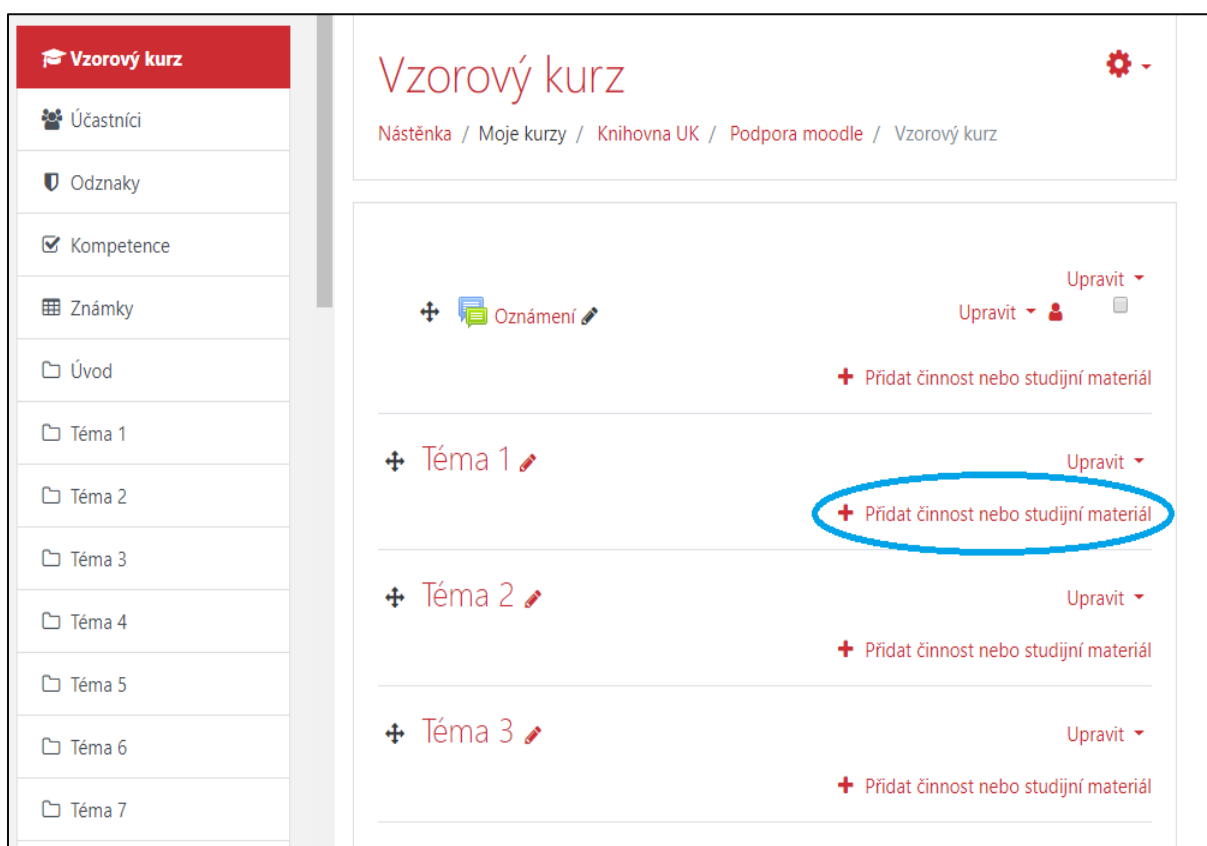 Vzorový kurz
Účastníci
Odznaky
Kompetence
Známky
Úvod
Téma 1
Téma 2
Téma 3
Téma 4
Téma 5
Téma 6
Téma 7
Vzorový kurz
Nástěnka / Moje kurzy / Knihovna UK / Podpora moodle / Vzorový kurz
Upravit
Oznámení
Upravit
Přidat činnost nebo studijní materiál
Téma 1
Upravit
Přidat činnost nebo studijní materiál
Téma 2
Upravit
Přidat činnost nebo studijní materiál
Téma 3
Upravit
Přidat činnost nebo studijní materiál